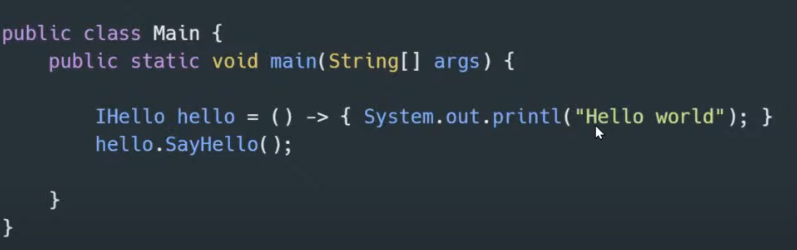 public class Main {
public static void main(String[] args) {
IHello hello = () -> { System.out.printl("Hello world"); }
hello.SayHello();
}
}